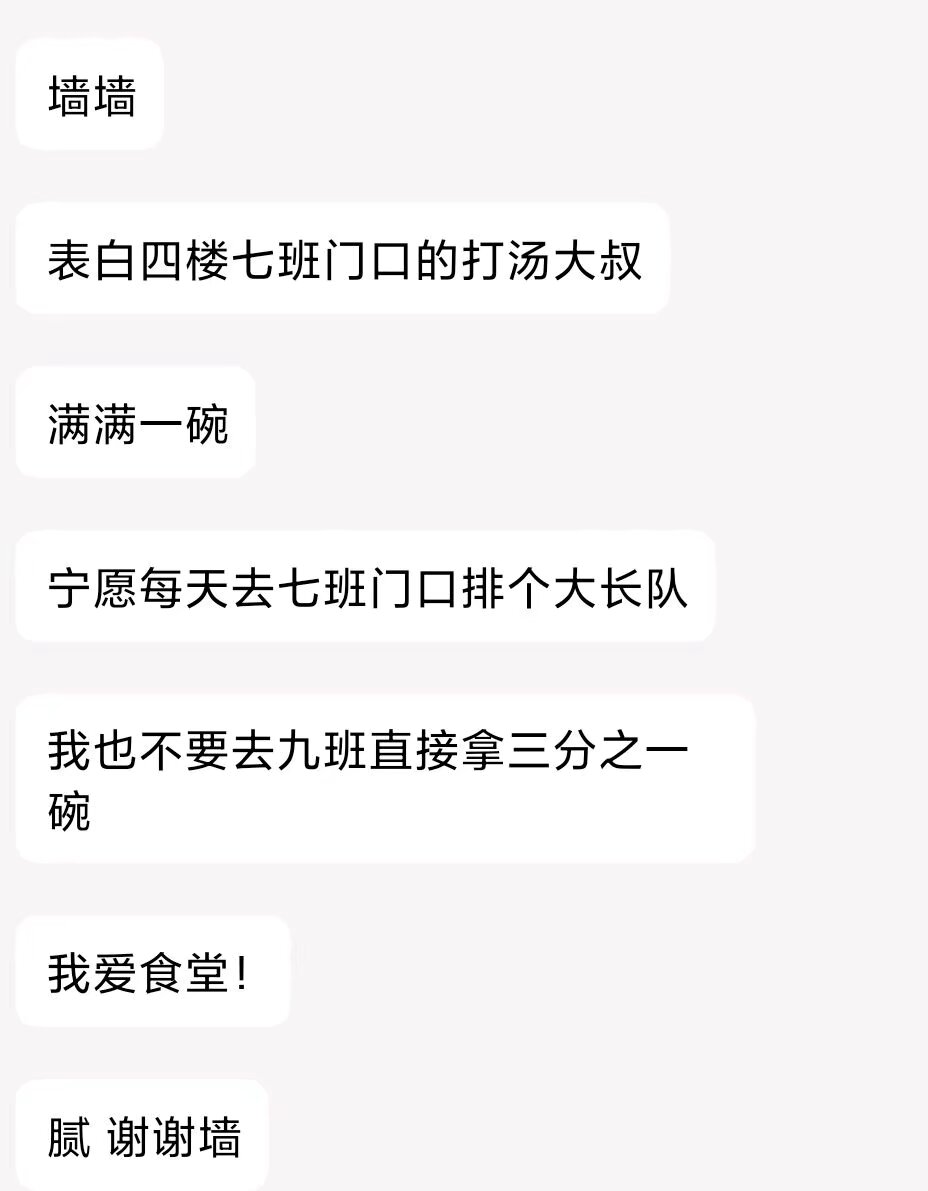 墙墙
表白四楼七班门口的打汤大叔
满满一碗
宁愿每天去七班门口排个大长队
我也不要去九班直接拿三分之一
碗
我爱食堂！
腻 谢谢墙